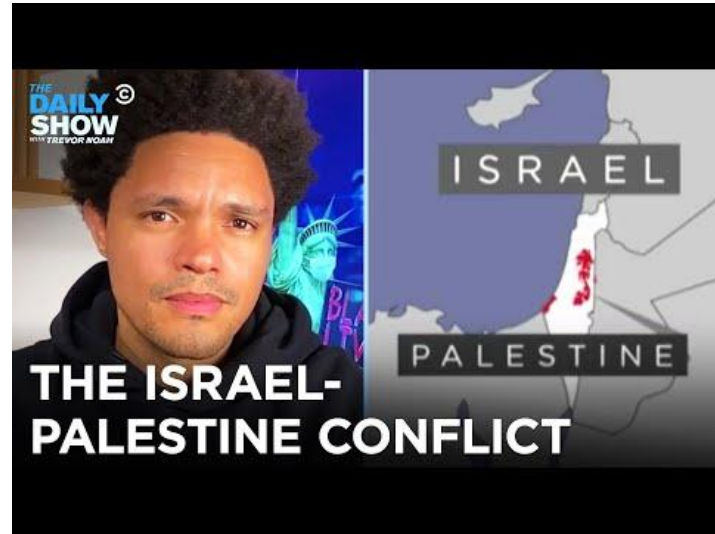 THE
DAILY
SHOW
WITH TREVOR NOAH
ISRAEL
PALESTINE
THE ISRAEL-
PALESTINE CONFLICT